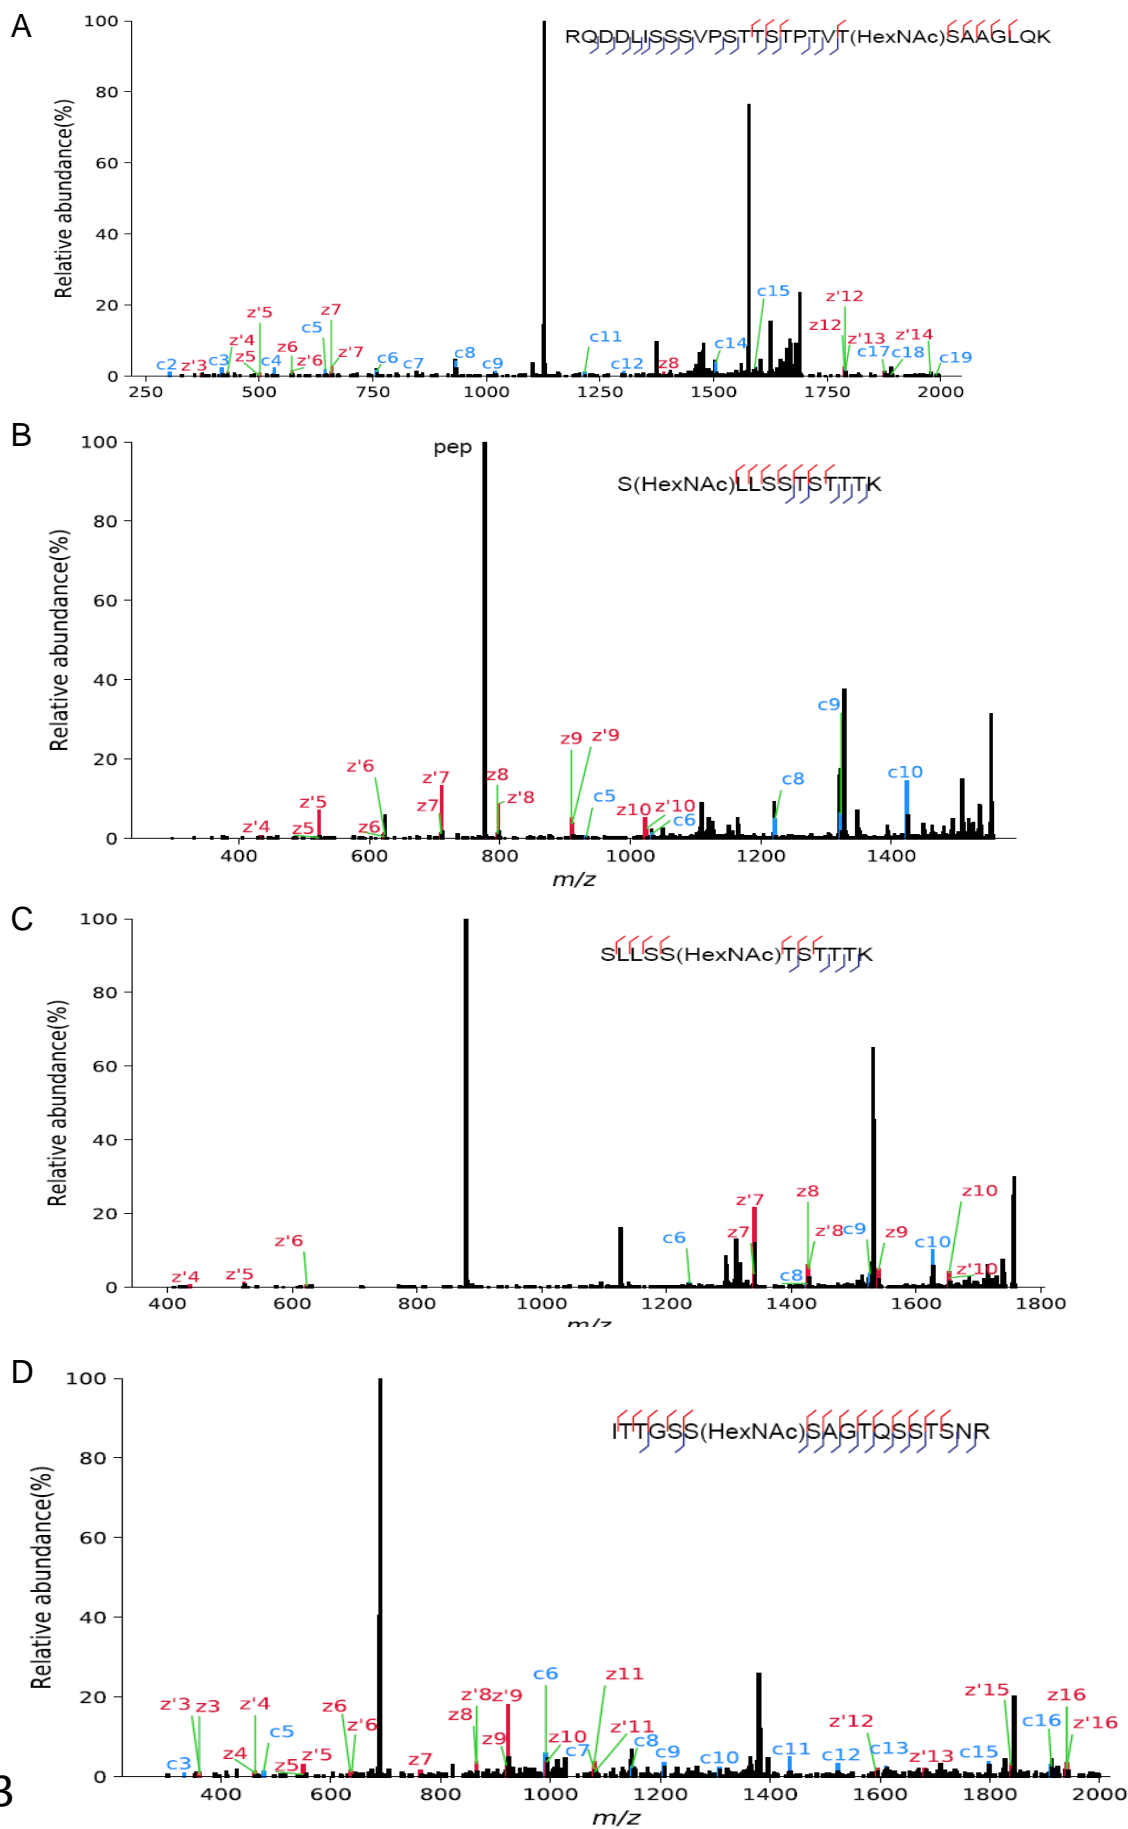 A
RQDDLISSSVPSTTSTPTVT(HexNAc)SAAGLQK
Relative abundance(%)
100
80
60
40
20
0
c2
z'3
c3
z'4
z5
z'5
c4
z6
z'6
c5
z7
z'7
c6
c7
c8
c9
c11
c12
z8
c14
c15
z12
z'12
z'13
c17
c18
z'14
c19
250 500 750 1000 1250 1500 1750 2000
B
pep
S(HexNAc)LLSSTSTTTK
Relative abundance(%)
100
80
60
40
20
0
z'4
z5
z'5
z6
z'6
z7
z'7
z8
z'8
z9
z'9
c5
z10
z'10
c6
c8
c9
c10
400 600 800 1000 1200 1400
m/z
C
SLLSS(HexNAc)TSTTTK
Relative abundance(%)
100
80
60
40
20
0
z'4
z'5
z'6
c6
z7
z'7
c8
z8
z'8
c9
z9
c10
z10
z'10
400 600 800 1000 1200 1400 1600 1800
m/z
D
ITTGSS(HexNAc)SAGTQSSTSNR
Relative abundance(%)
100
80
60
40
20
0
z'3
z3
c3
z4
z'4
c5
z5
z'5
z6
z'6
z7
z8
z'8
z9
z'9
c6
z10
c7
z11
z'11
c8
c9
c10
c11
c12
z'12
c13
z'13
c15
z'15
c16
z16
z'16
400 600 800 1000 1200 1400 1600 1800 2000
m/z
3